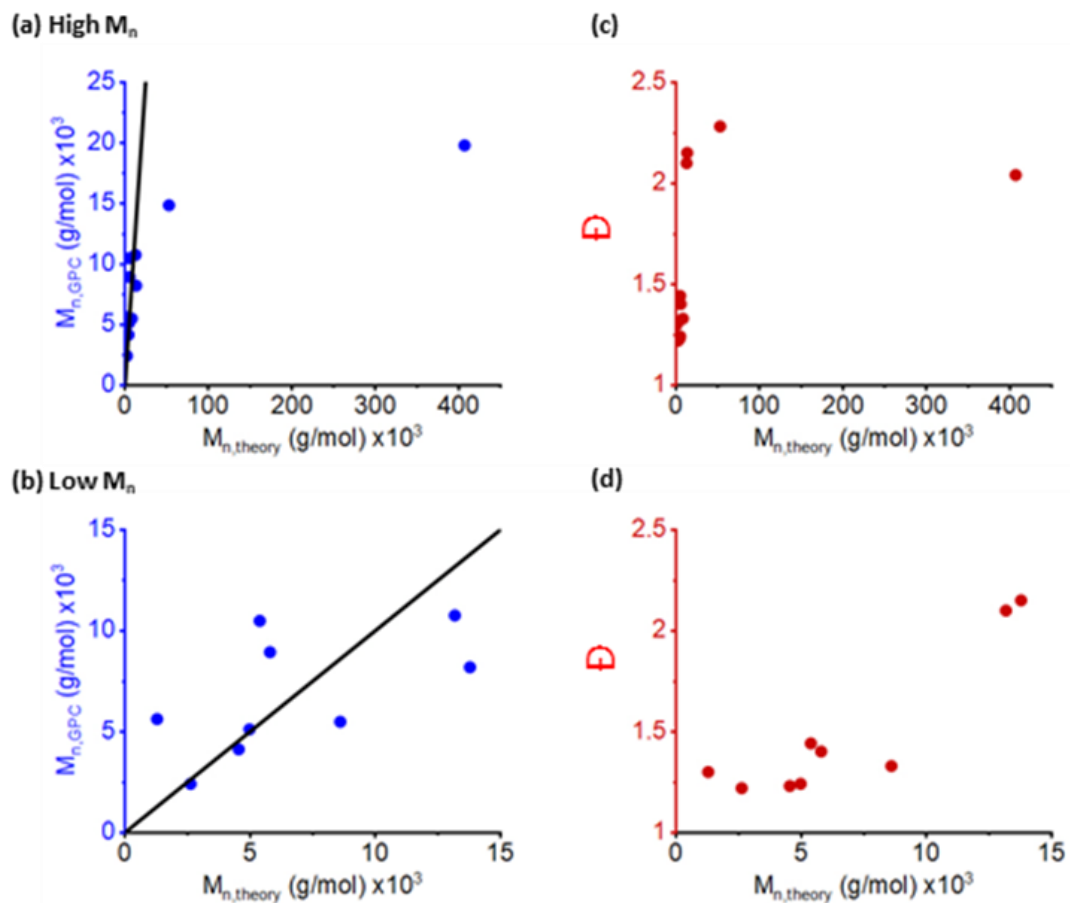 (a) High Mn
25
20
15
10
5
0
Mn,GPC (g/mol) x10³
0 100 200 300 400
Mn,theory (g/mol) x10³
(c)
2.5
2
1.5
1
Đ
0 100 200 300 400
Mn,theory (g/mol) x10³
(b) Low Mn
15
10
5
0
Mn,GPC (g/mol) x10³
0 5 10 15
Mn,theory (g/mol) x10³
(d)
2.5
2
1.5
1
Đ
0 5 10 15
Mn,theory (g/mol) x10³